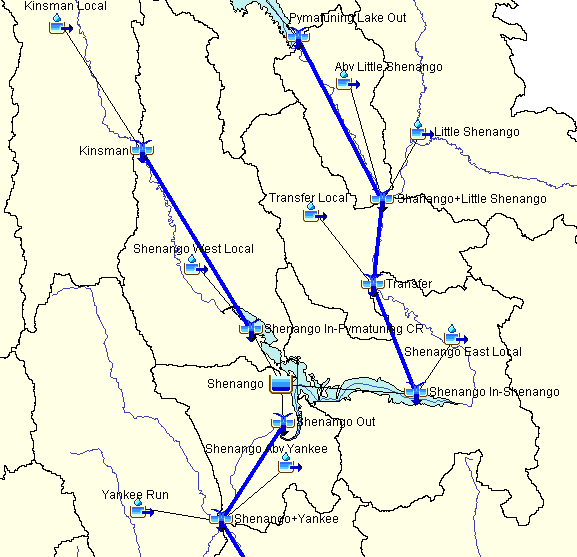 Kinsman Local
Pymatuning Lake Out
Abv Little Shenango
Little Shenango
Kinsman
Transfer Local
Shenango+Little Shenango
Shenango West Local
Transfer
Shenango In-Pymatuning CR
Shenango East Local
Shenango
Shenango In-Shenango
Shenango Out
Shenango Abv Yankee
Yankee Run
Shenango+Yankee